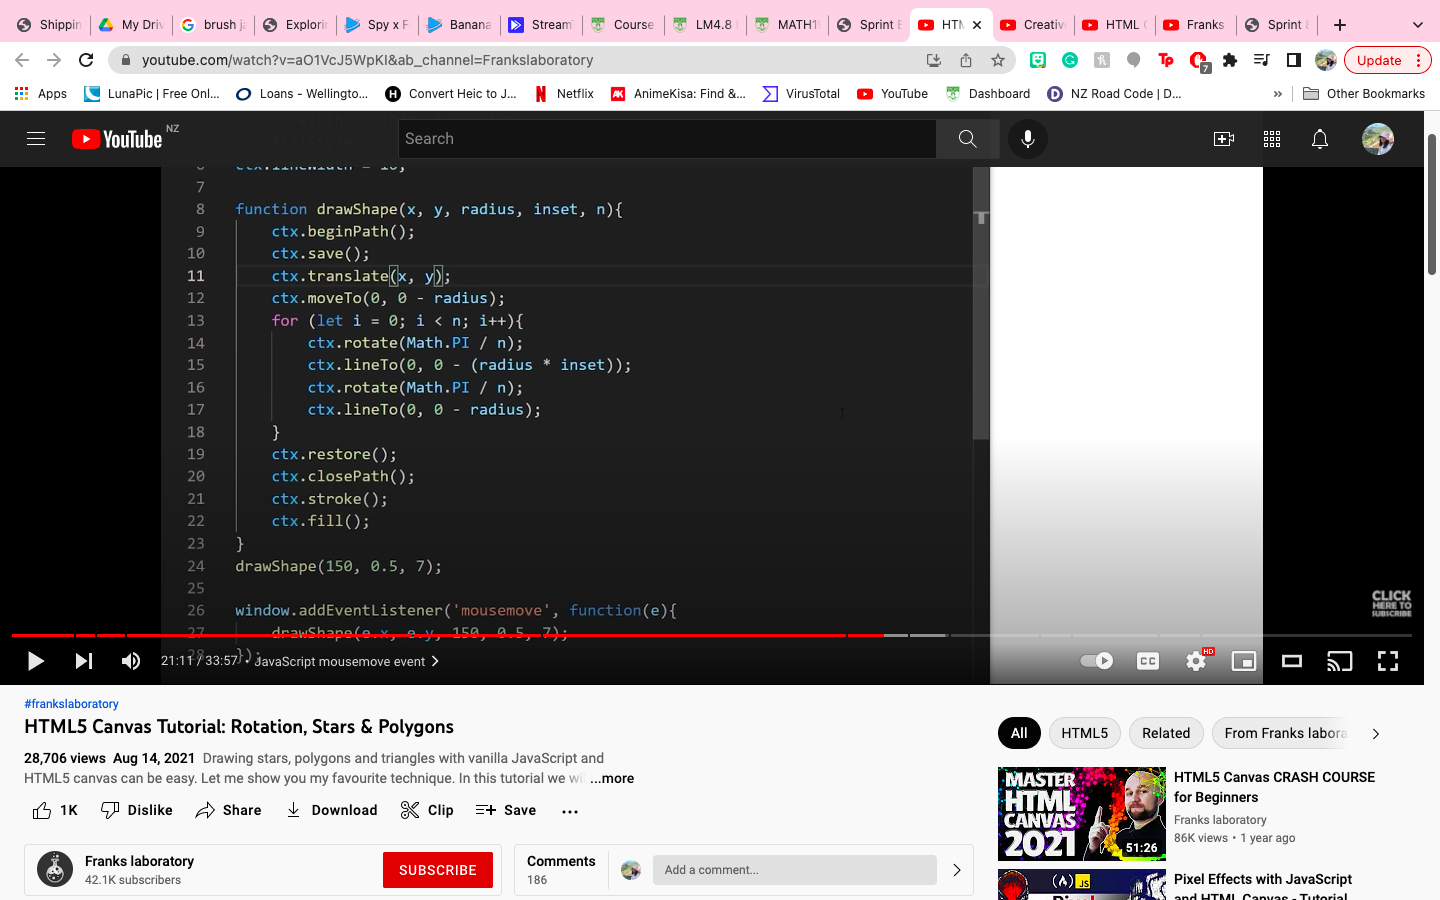 Shippin
My Driv
brush ja
Explorin
Spy x F
Banana
Stream
Course
LM4.8
MATH1
Sprint B
HTM
Creativ
HTML C
Franks
Sprint 8
youtube.com/watch?v=aO1VcJ5WpKI&ab_channel=Frankslaboratory
7
Update
Apps
LunaPic | Free Onl...
Loans - Wellingto...
Convert Heic to J...
Netflix
AnimeKisa: Find &...
VirusTotal
YouTube
Dashboard
NZ Road Code | D...
»
Other Bookmarks
YouTube NZ
Search
7
8 function drawShape(x, y, radius, inset, n){
9 ctx.beginPath();
10 ctx.save();
11 ctx.translate(x, y);
12 ctx.moveTo(0, 0 - radius);
13 for (let i = 0; i < n; i++){
14 ctx.rotate(Math.PI / n);
15 ctx.lineTo(0, 0 - (radius * inset));
16 ctx.rotate(Math.PI / n);
17 ctx.lineTo(0, 0 - radius);
18 }
19 ctx.restore();
20 ctx.closePath();
21 ctx.stroke();
22 ctx.fill();
23 }
24 drawShape(150, 0.5, 7);
25
26 window.addEventListener('mousemove', function(e){
27 drawShape(e.x, e.y, 150, 0.5, 7);
28 });
CLICK
HERE TO
SUBSCRIBE
21:11 / 33:57 • JavaScript mousemove event
CC
HD
#frankslaboratory
HTML5 Canvas Tutorial: Rotation, Stars & Polygons
28,706 views Aug 14, 2021 Drawing stars, polygons and triangles with vanilla JavaScript and
HTML5 canvas can be easy. Let me show you my favourite technique. In this tutorial we wi ...more
1K
Dislike
Share
Download
Clip
Save
Franks laboratory
42.1K subscribers
SUBSCRIBE
Comments
186
Add a comment...
All
HTML5
Related
From Franks labora
MASTER
HTML
CANVAS
2021
51:26
HTML5 Canvas CRASH COURSE
for Beginners
Franks laboratory
86K views • 1 year ago
JS
Pixel Effects with JavaScript
and HTML Canvas - Tutorial